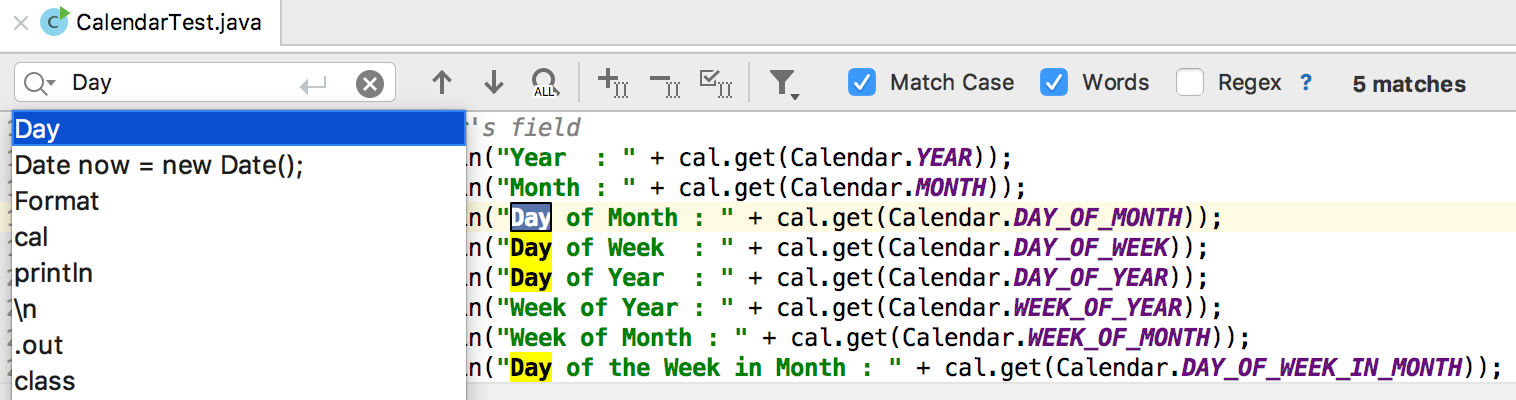 CalendarTest.java
Day ALL Match Case Words Regex ? 5 matches
Day
Date now = new Date();
Format
cal
println
\n
.out
class
's field
n("Year  : " + cal.get(Calendar.YEAR));
n("Month : " + cal.get(Calendar.MONTH));
n("Day of Month : " + cal.get(Calendar.DAY_OF_MONTH));
n("Day of Week  : " + cal.get(Calendar.DAY_OF_WEEK));
n("Day of Year  : " + cal.get(Calendar.DAY_OF_YEAR));
n("Week of Year : " + cal.get(Calendar.WEEK_OF_YEAR));
n("Week of Month : " + cal.get(Calendar.WEEK_OF_MONTH));
n("Day of the Week in Month : " + cal.get(Calendar.DAY_OF_WEEK_IN_MONTH));